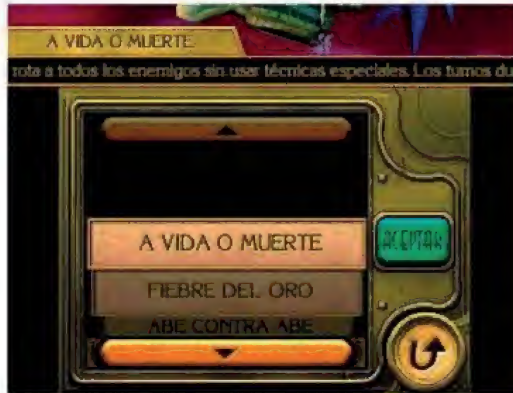 A VIDA O MUERTE
rota a todos los enemigos sin usar técnicas especiales. Los turnos du
A VIDA O MUERTE
ACEPTAR
FIEBRE DEL ORO
ABE CONTRA ABE